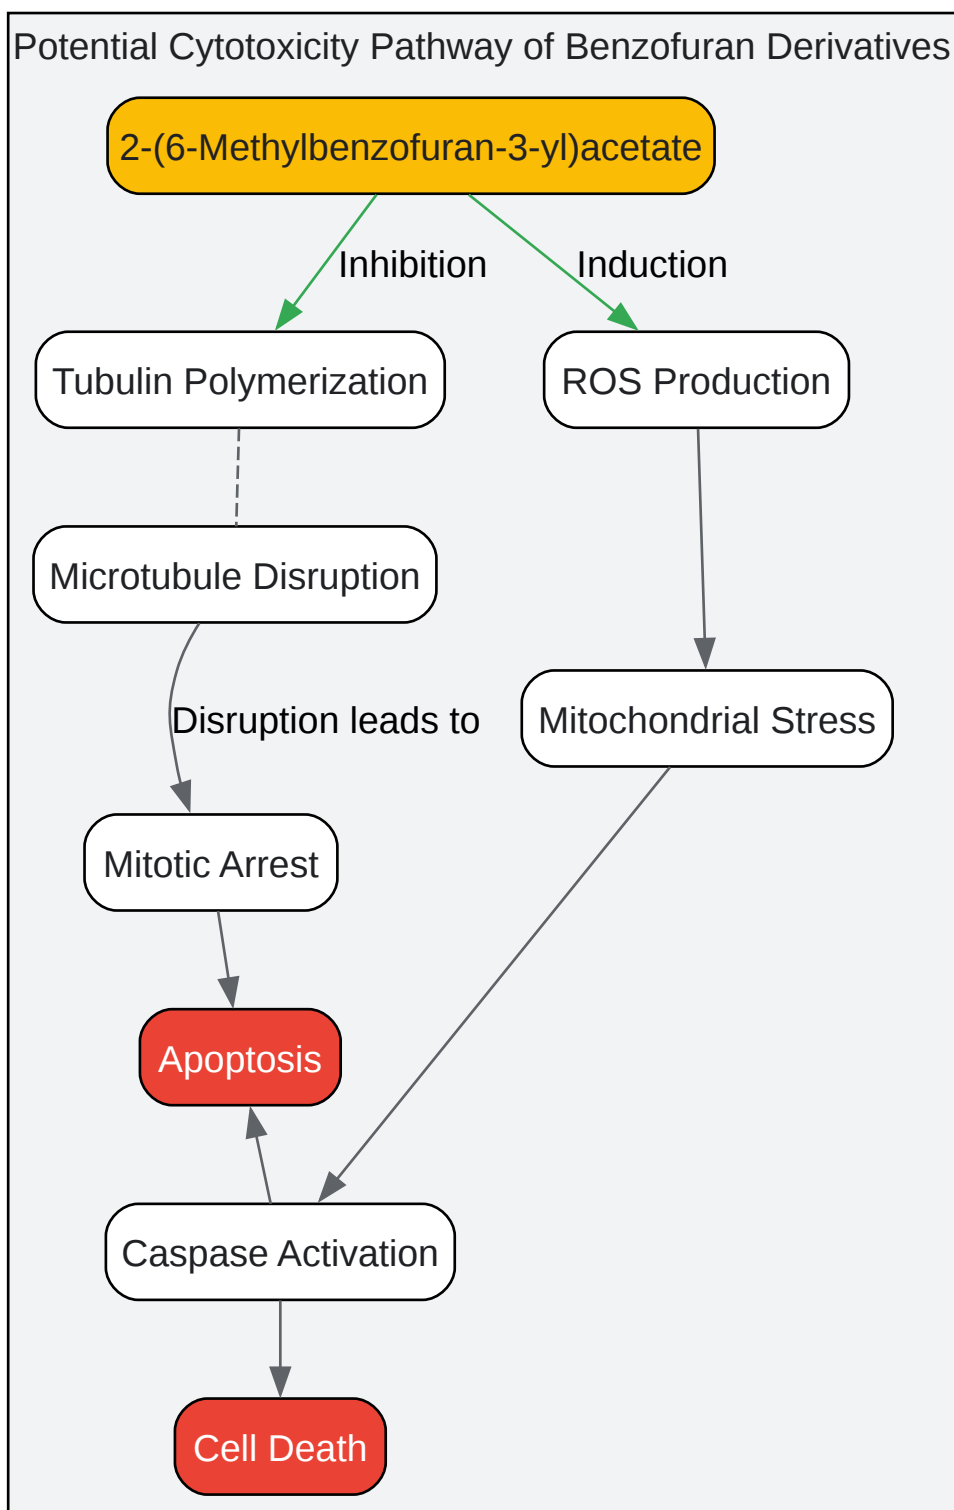 Potential Cytotoxicity Pathway of Benzofuran Derivatives
2-(6-Methylbenzofuran-3-yl)acetate
Inhibition
Induction
Tubulin Polymerization
ROS Production
Microtubule Disruption
Disruption leads to
Mitochondrial Stress
Mitotic Arrest
Apoptosis
Caspase Activation
Cell Death